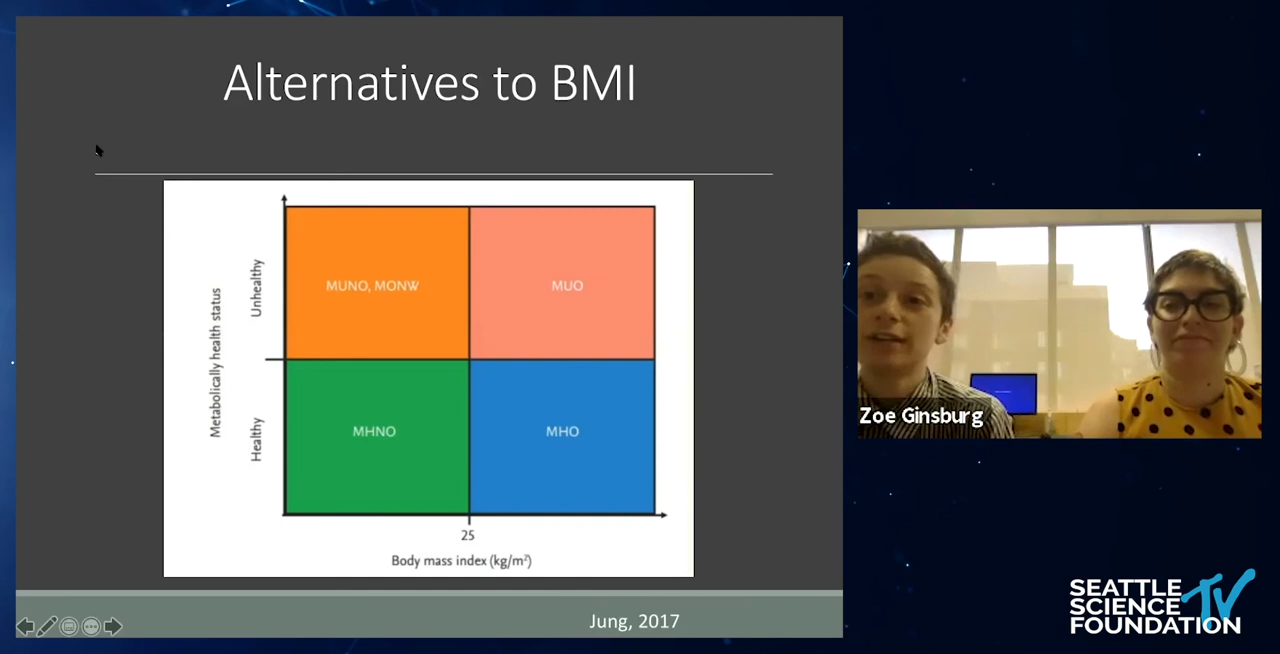 Alternatives to BMI
Metabolically health status
Unhealthy
Healthy
MUNO, MONW
MUO
MHNO
MHO
25
Body mass index (kg/m²)
Jung, 2017
Zoe Ginsburg
SEATTLE
SCIENCE TV
FOUNDATION